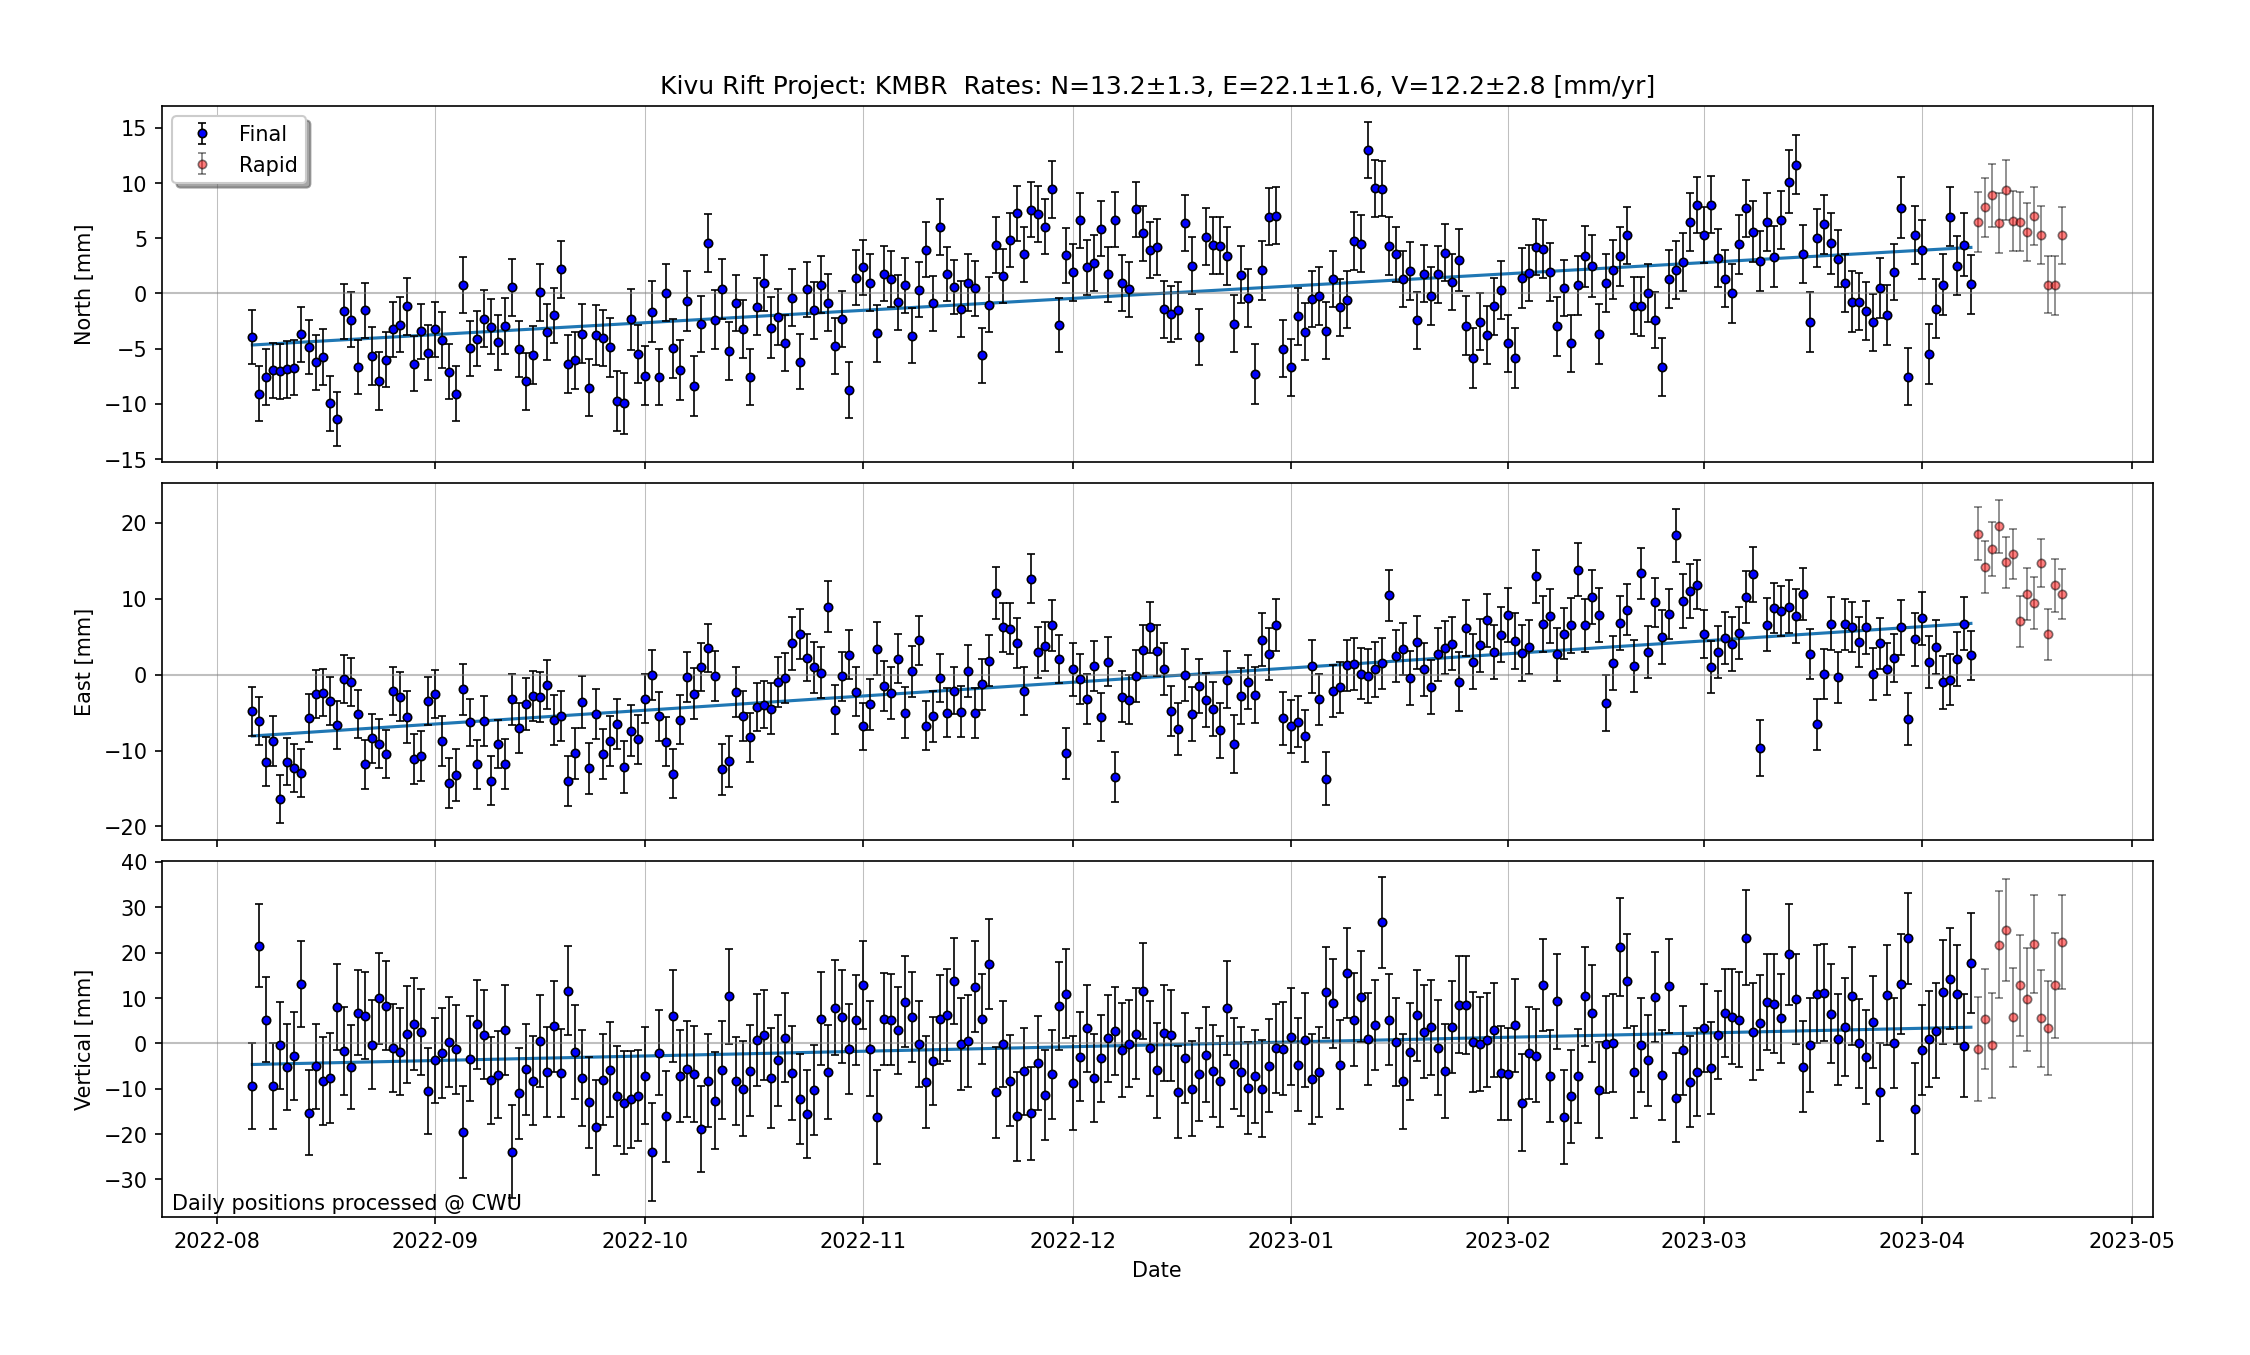 Kivu Rift Project: KMBR  Rates: N=13.2±1.3, E=22.1±1.6, V=12.2±2.8 [mm/yr]
Final
Rapid
North [mm]
15
10
5
0
−5
−10
−15
East [mm]
20
10
0
−10
−20
Vertical [mm]
40
30
20
10
0
−10
−20
−30
Daily positions processed @ CWU
2022-08 2022-09 2022-10 2022-11 2022-12 2023-01 2023-02 2023-03 2023-04 2023-05
Date